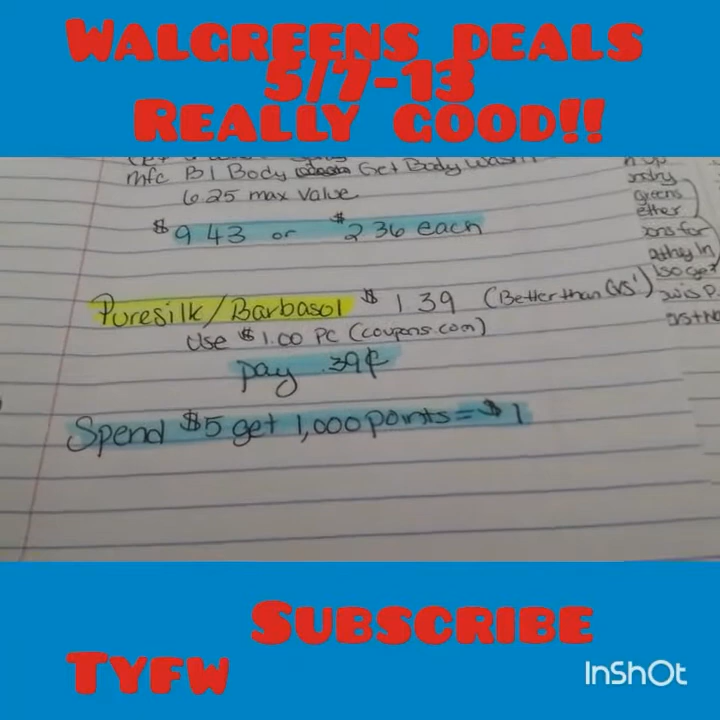 Walgreens deals
5/7-13
Really good!!
mfc B1 Body Get Body Wash
6.25 max value
$9 43 or $2 36 each
greens
ether
Puresilk/Barbasol $1 39 (Better than CVS')
Use $1.00 PC (coupons.com)
pay .39¢
Spend $5 get 1,000 points = $1
Subscribe
Tyfw
InShOt